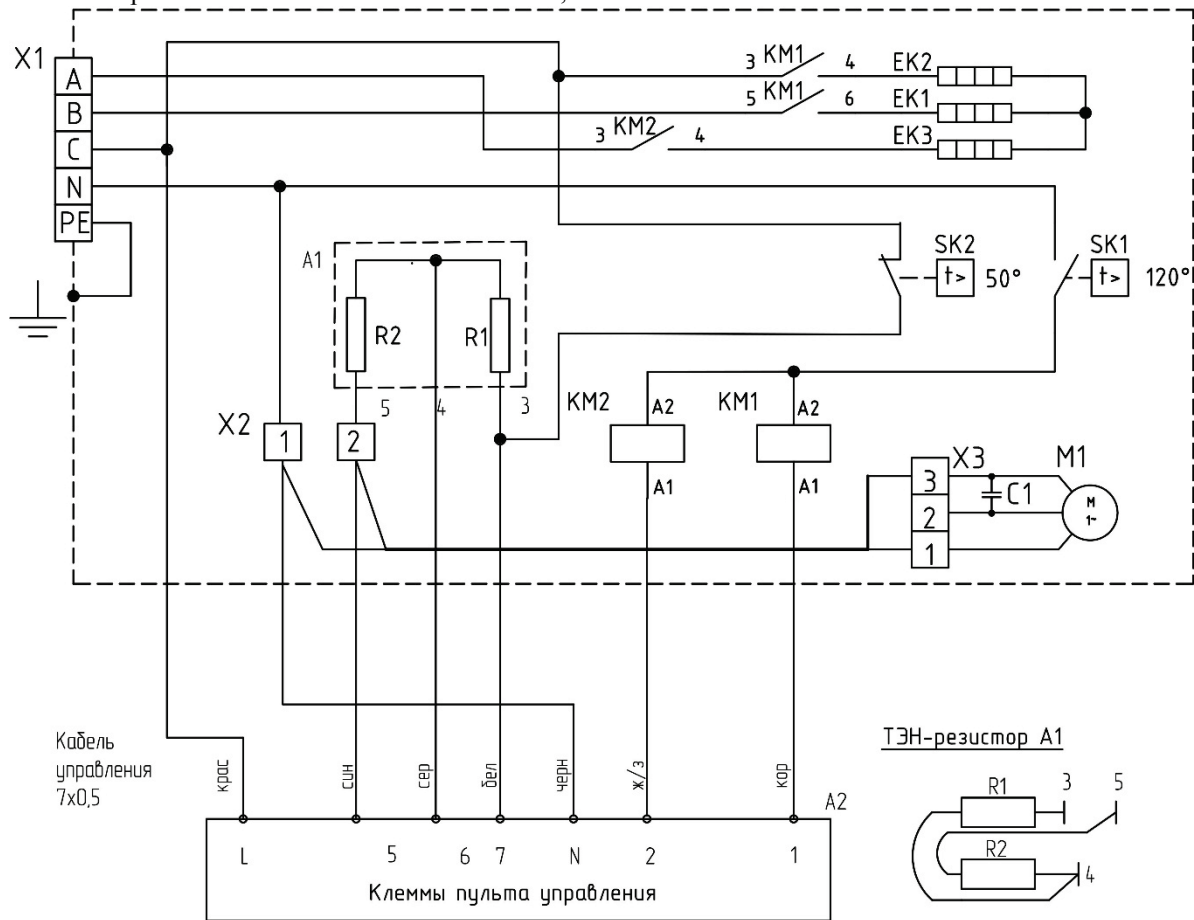 X1
A
B
C
N
PE
3 KM1 4 EK2
5 KM1 6 EK1
3 KM2 4 EK3
A1
R2
R1
SK2
t> 50°
SK1
t> 120°
5
4
3
X2
1
2
KM2
A2
A1
KM1
A2
A1
X3
3
2
1
C1
M1
M
1~
Кабель
управления
7x0,5
крас
син
сер
бел
черн
ж/з
кор
A2
L 5 6 7 N 2 1
Клеммы пульта управления
ТЭН-резистор А1
R1
3
5
R2
4